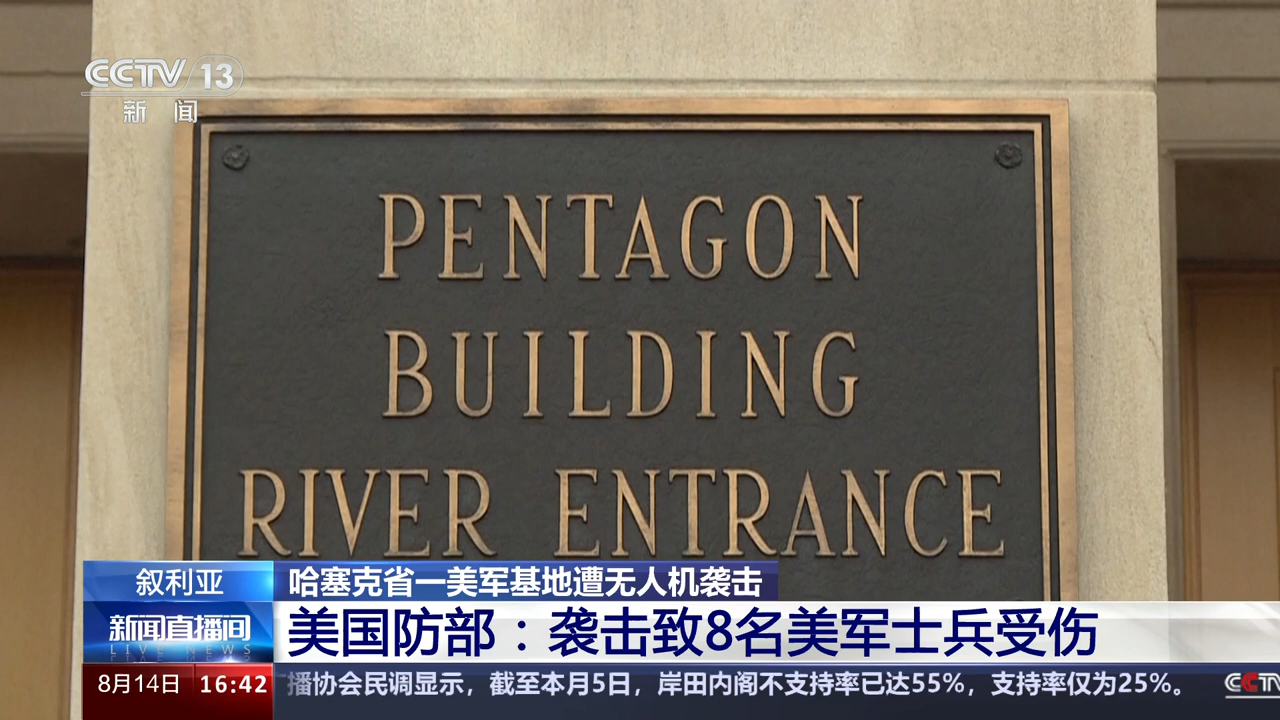 CCTV 13
新闻
PENTAGON
BUILDING
RIVER ENTRANCE
叙利亚
哈塞克省一美军基地遭无人机袭击
新闻直播间
LIVE NEWS
美国防部：袭击致8名美军士兵受伤
8月14日 16:42
播协会民调显示，截至本月5日，岸田内阁不支持率已达55%，支持率仅为25%。
CCTV